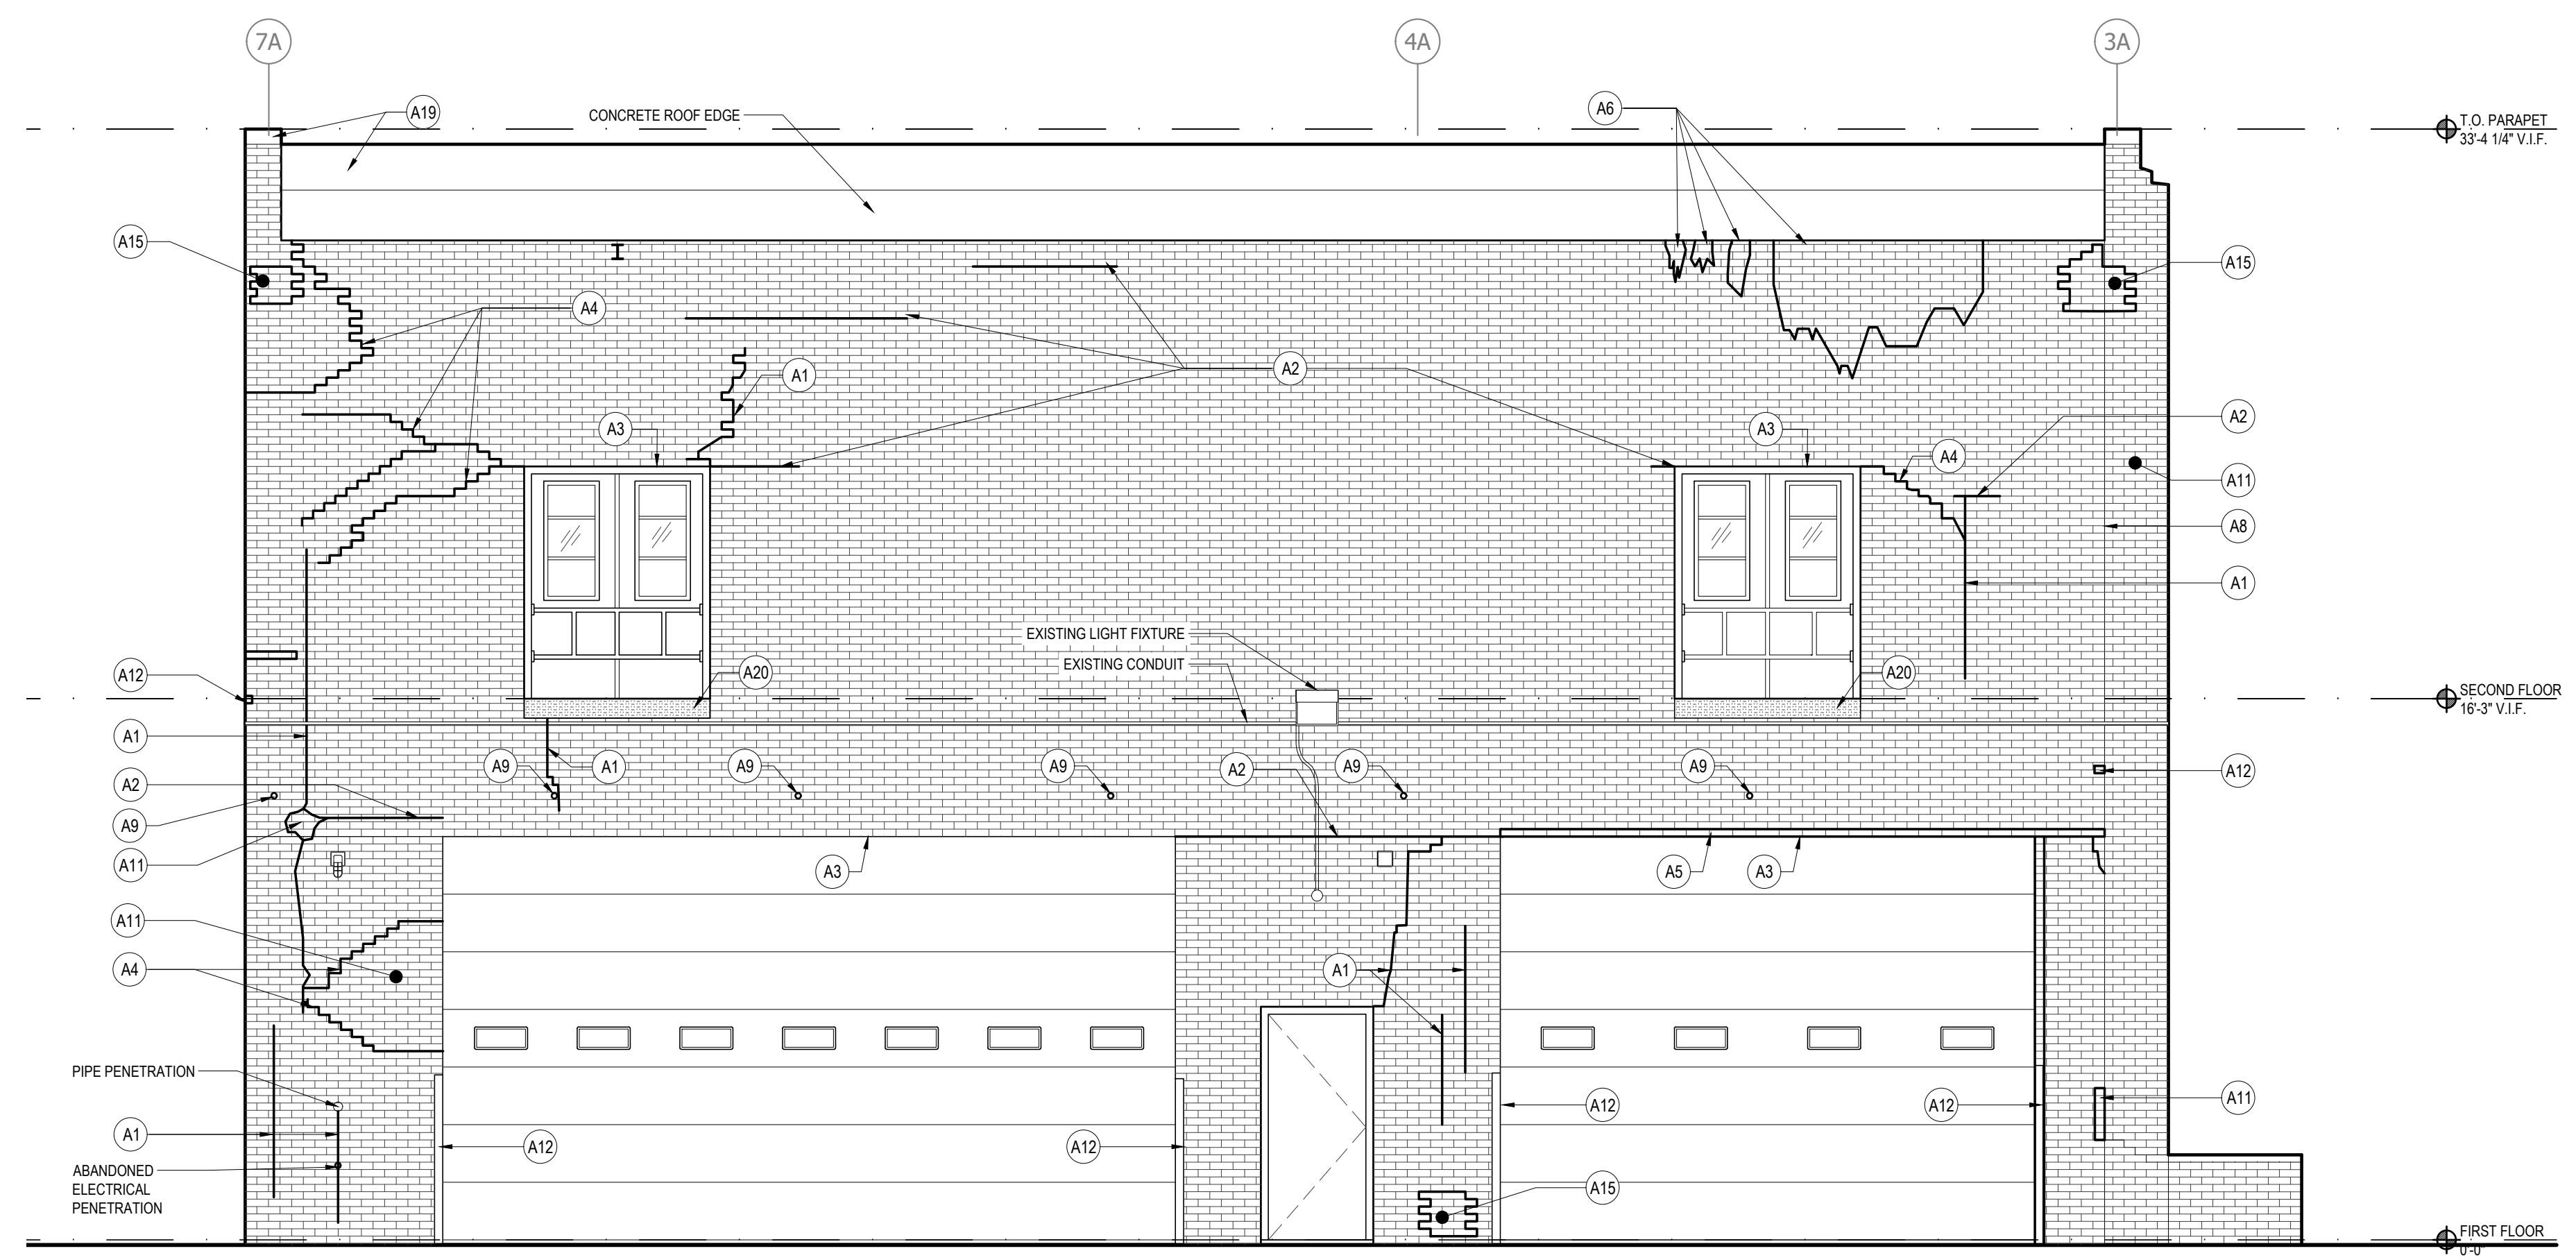 7A
4A
3A
A19
CONCRETE ROOF EDGE
A6
T.O. PARAPET
33'-4 1/4" V.I.F.
A15
A15
A4
A2
A1
A3
A3
A2
A4
A11
A8
A1
EXISTING LIGHT FIXTURE
EXISTING CONDUIT
A12
A20
A20
SECOND FLOOR
16'-3" V.I.F.
A1
A9
A1
A9
A9
A2
A9
A9
A12
A2
A9
A11
A3
A5
A3
A11
A4
A1
PIPE PENETRATION
A12
A12
A11
A1
A12
A12
ABANDONED
ELECTRICAL
PENETRATION
A15
FIRST FLOOR
0'-0"